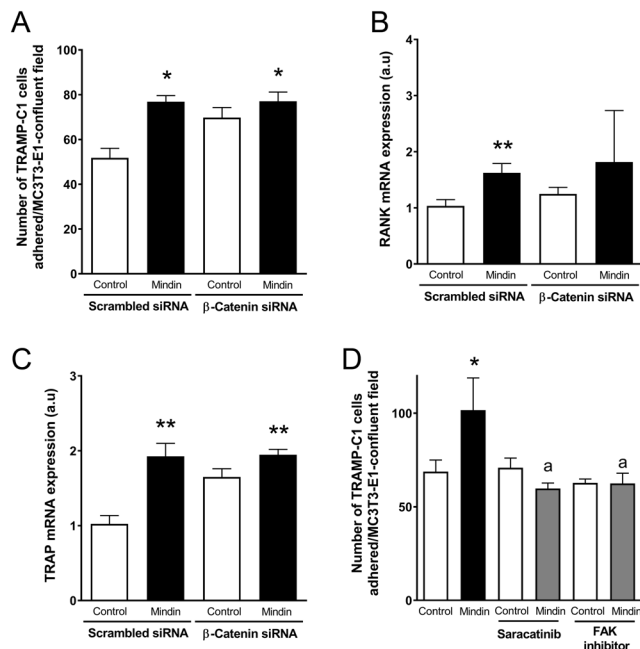 A
Number of TRAMP-C1 cells
adhered/MC3T3-E1-confluent field
100
80
60
40
20
0
*
*
Control
Mindin
Control
Mindin
Scrambled siRNA
β-Catenin siRNA
B
RANK mRNA expression (a.u)
4
2
1
0
**
Control
Mindin
Control
Mindin
Scrambled siRNA
β-Catenin siRNA
C
TRAP mRNA expression (a.u)
3
2
1
0
**
**
Control
Mindin
Control
Mindin
Scrambled siRNA
β-Catenin siRNA
D
Number of TRAMP-C1 cells
adhered/MC3T3-E1-confluent field
100
50
0
*
a
a
Control
Mindin
Control
Mindin
Control
Mindin
Saracatinib
FAK
inhibitor